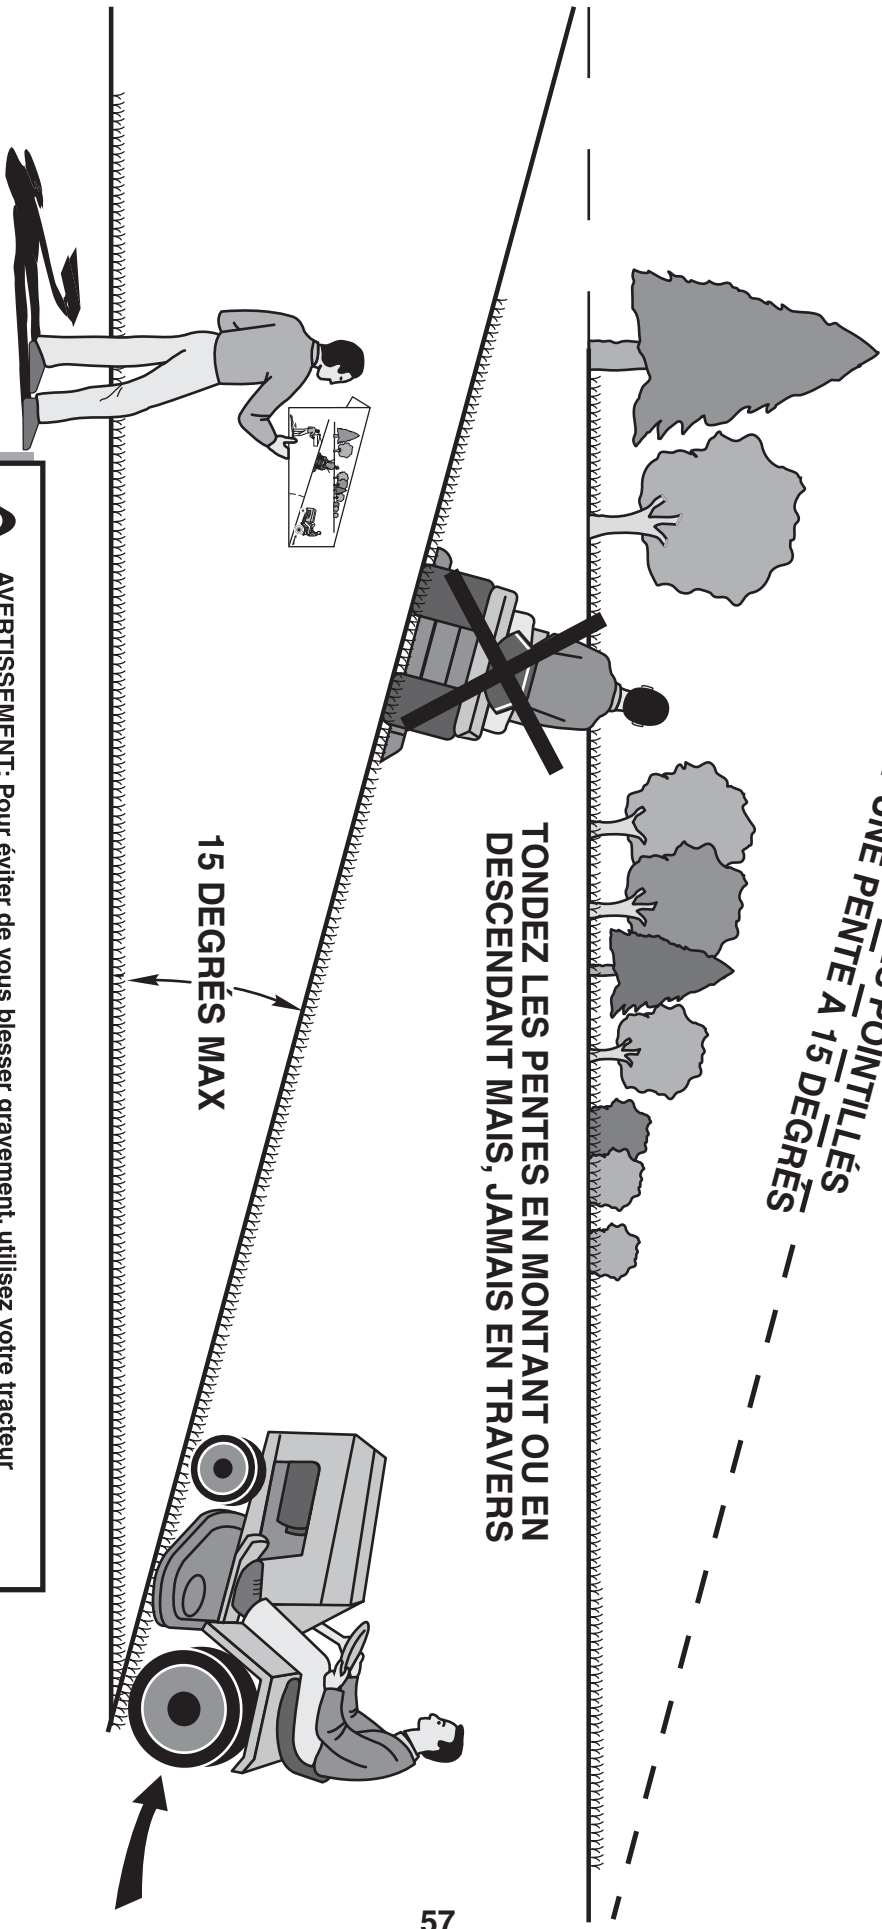 UNE PENTE A 15 DEGRÉS
POINTILLÉS
TONDEZ LES PENTES EN MONTANT OU EN
DESCENDANT MAIS, JAMAIS EN TRAVERS
15 DEGRÉS MAX
AVERTISSEMENT: Pour éviter de vous blesser gravement, utilisez votre tracteur
57